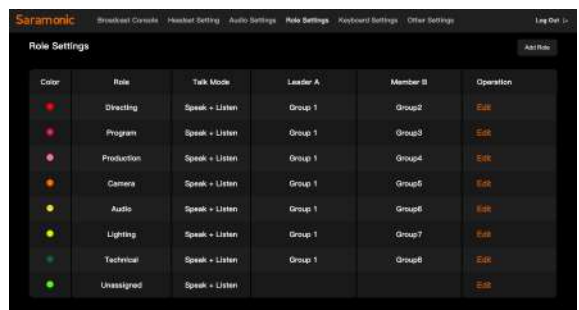 Saramonic Broadcast Console Headset Setting Audio Settings Role Settings Keyboard Settings Other Settings Log Out
Role Settings Add Role
Color Role Talk Mode Leader A Member B Operation
Directing Speak + Listen Group 1 Group2 Edit
Program Speak + Listen Group 1 Group3 Edit
Production Speak + Listen Group 1 Group4 Edit
Camera Speak + Listen Group 1 Group5 Edit
Audio Speak + Listen Group 1 Group6 Edit
Lighting Speak + Listen Group 1 Group7 Edit
Technical Speak + Listen Group 1 Group8 Edit
Unassigned Speak + Listen Edit